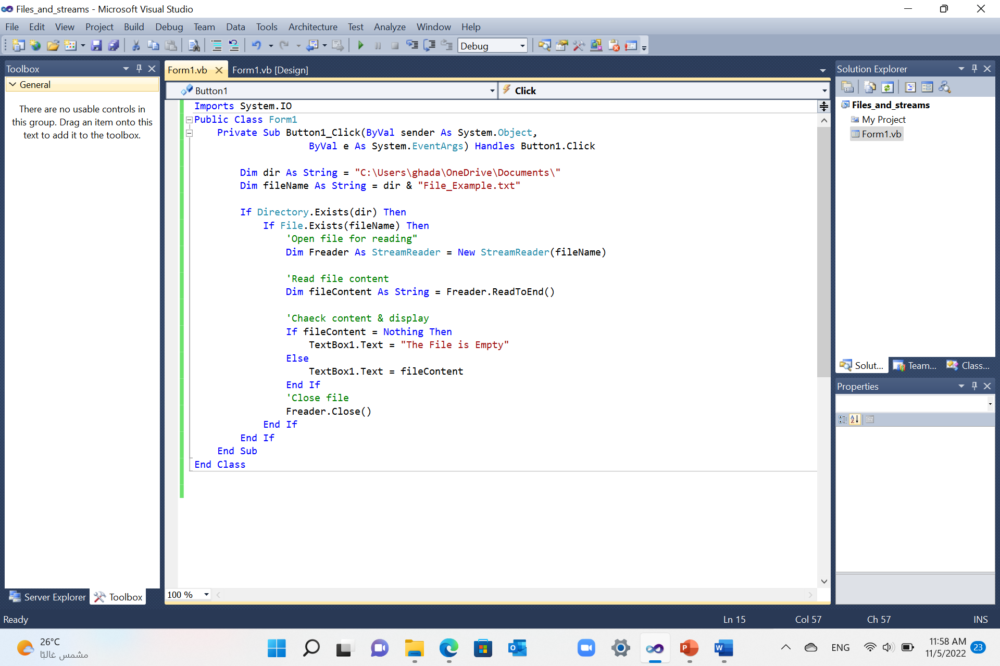 Files_and_streams - Microsoft Visual Studio
File Edit View Project Build Debug Team Data Tools Architecture Test Analyze Window Help
Debug
Toolbox
General
There are no usable controls in
this group. Drag an item onto this
text to add it to the toolbox.
Server Explorer Toolbox
Form1.vb Form1.vb [Design]
Button1 Click
Imports System.IO
Public Class Form1
    Private Sub Button1_Click(ByVal sender As System.Object,
                    ByVal e As System.EventArgs) Handles Button1.Click
        Dim dir As String = "C:\Users\ghada\OneDrive\Documents\"
        Dim fileName As String = dir & "File_Example.txt"
        If Directory.Exists(dir) Then
            If File.Exists(fileName) Then
                'Open file for reading"
                Dim Freader As StreamReader = New StreamReader(fileName)
                'Read file content
                Dim fileContent As String = Freader.ReadToEnd()
                'Chaeck content & display
                If fileContent = Nothing Then
                    TextBox1.Text = "The File is Empty"
                Else
                    TextBox1.Text = fileContent
                End If
                'Close file
                Freader.Close()
            End If
        End If
    End Sub
End Class
100 %
Solution Explorer
Files_and_streams
My Project
Form1.vb
Solut... Team... Class...
Properties
Ready Ln 15 Col 57 Ch 57 INS
26°C
مشمس غالبًا
ENG
11:58 AM
11/5/2022
23